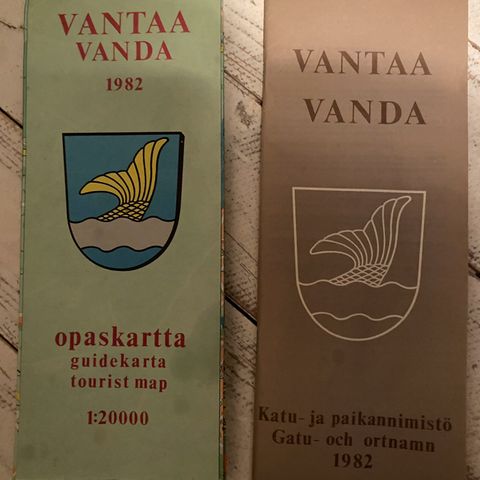 VANTAA
VANDA
1982
opaskartta
guidekarta
tourist map
1:20000
VANTAA
VANDA
Katu- ja paikannimistö
Gatu- och ortnamn
1982